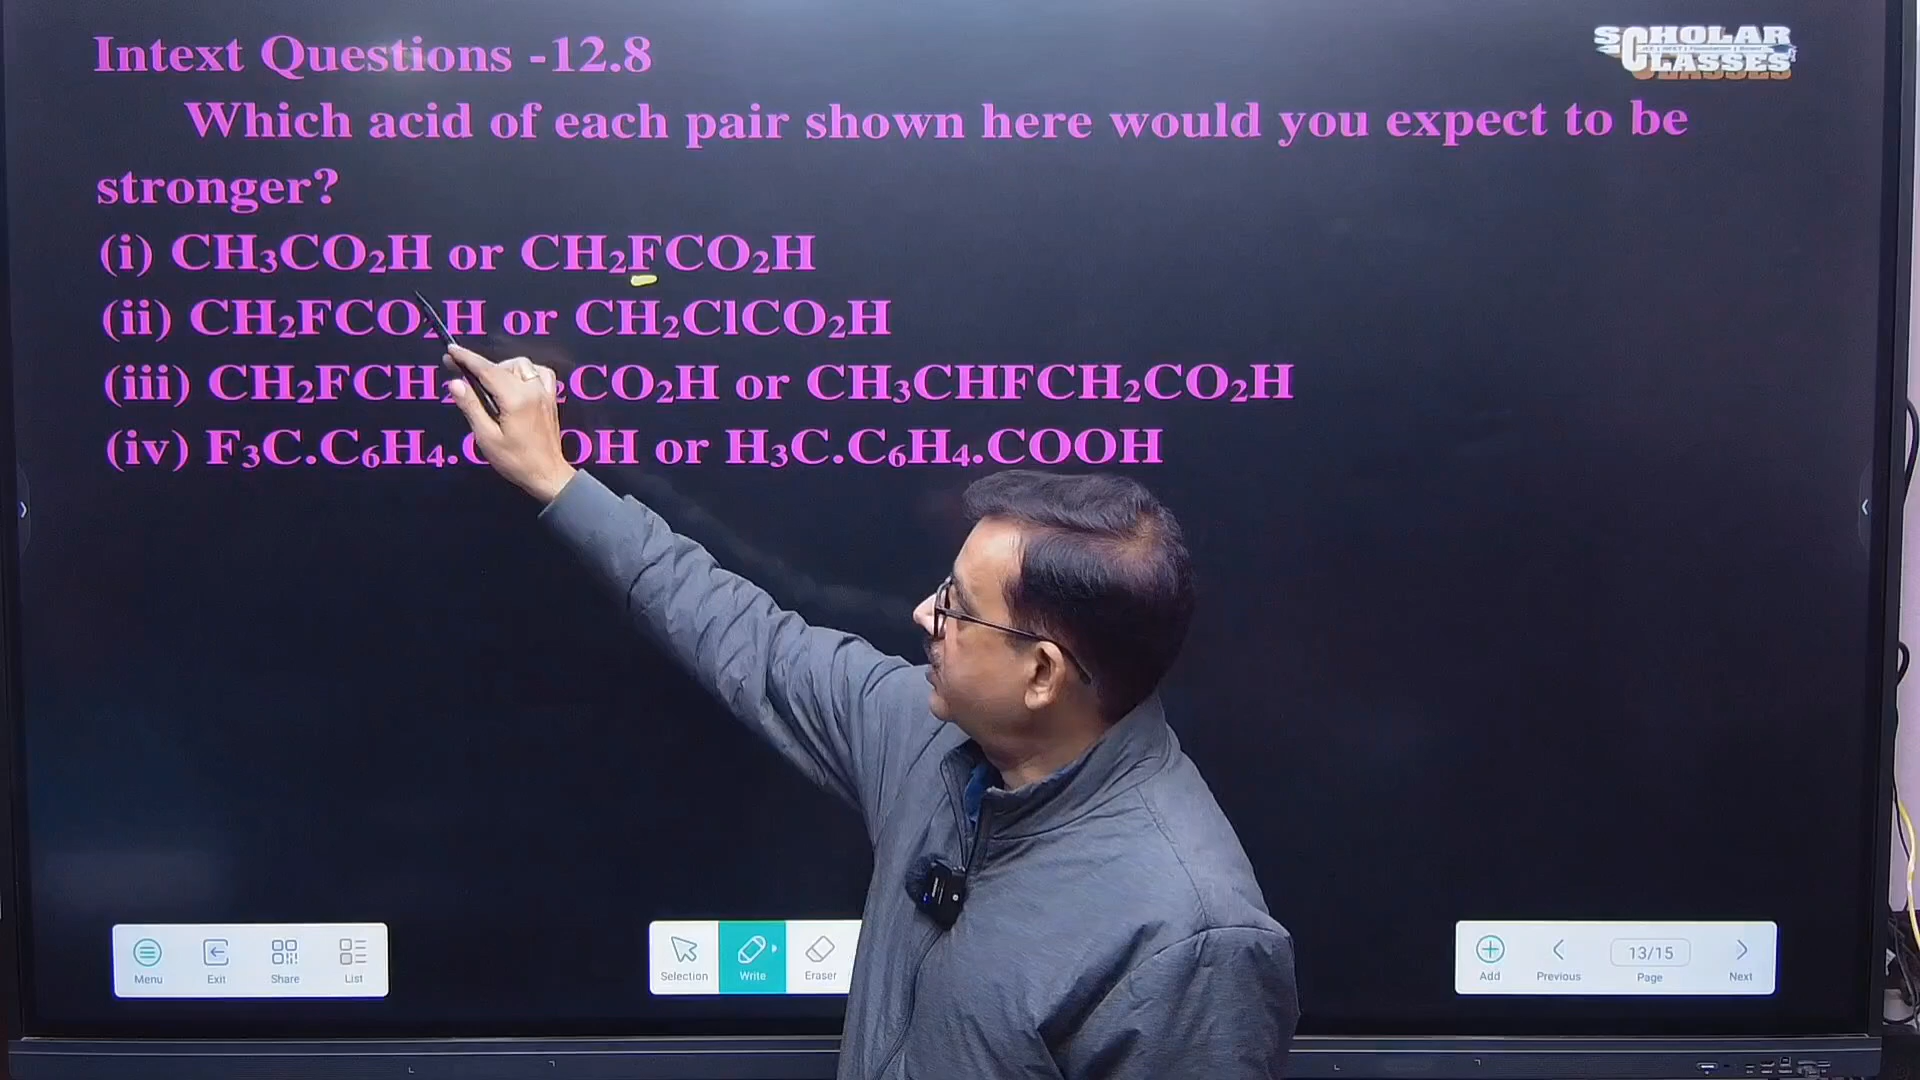 Intext Questions -12.8
SCHOLAR
CLASSES
Which acid of each pair shown here would you expect to be
stronger?
(i) CH₃CO₂H or CH₂FCO₂H
(ii) CH₂FCO₂H or CH₂ClCO₂H
(iii) CH₂FCH₂ ₂CO₂H or CH₃CHFCH₂CO₂H
(iv) F₃C.C₆H₄.C OH or H₃C.C₆H₄.COOH
Menu Exit Share List
Selection Write Eraser
Add Previous 13/15 Page Next